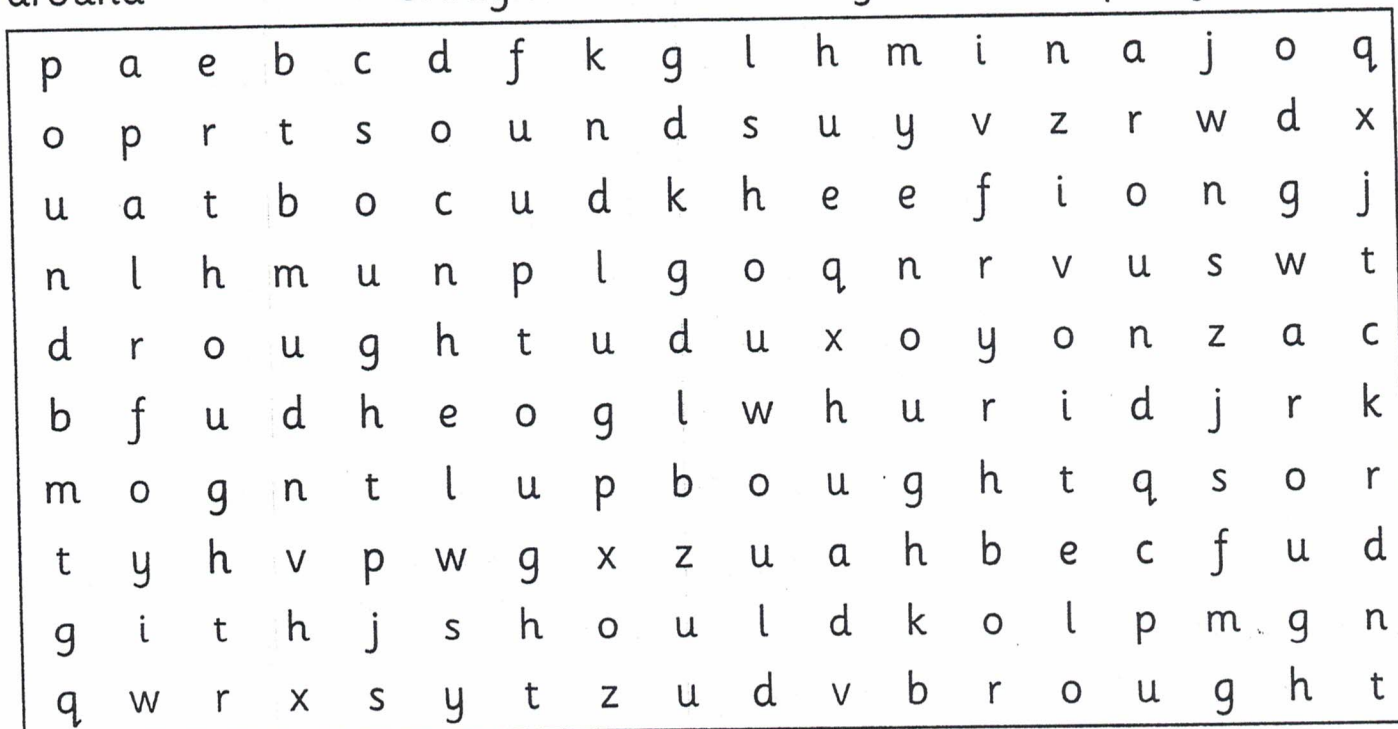 p a e b c d f k g l h m i n a j o q
o p r t s o u n d s u y v z r w d x
u a t b o c u d k h e e f i o n g j
n l h m u n p l g o q n r v u s w t
d r o u g h t u d u x o y o n z a c
b f u d h e o g l w h u r i d j r k
m o g n t l u p b o u g h t q s o r
t y h v p w g x z u a h b e c f u d
g i t h j s h o u l d k o l p m g n
q w r x s y t z u d v b r o u g h t